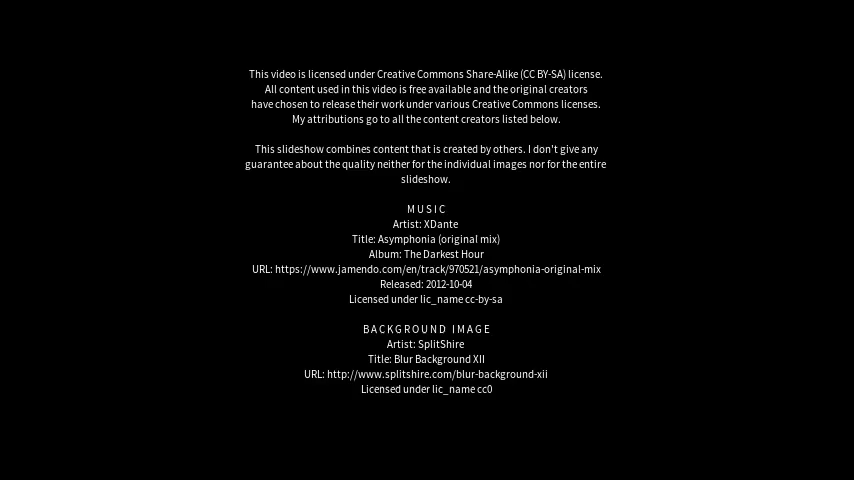 This video is licensed under Creative Commons Share-Alike (CC BY-SA) license.
All content used in this video is free available and the original creators
have chosen to release their work under various Creative Commons licenses.
My attributions go to all the content creators listed below.
This slideshow combines content that is created by others. I don't give any
guarantee about the quality neither for the individual images nor for the entire
slideshow.
MUSIC
Artist: XDante
Title: Asymphonia (original mix)
Album: The Darkest Hour
URL: https://www.jamendo.com/en/track/970521/asymphonia-original-mix
Released: 2012-10-04
Licensed under lic_name cc-by-sa
BACKGROUND IMAGE
Artist: SplitShire
Title: Blur Background XII
URL: http://www.splitshire.com/blur-background-xii
Licensed under lic_name cc0